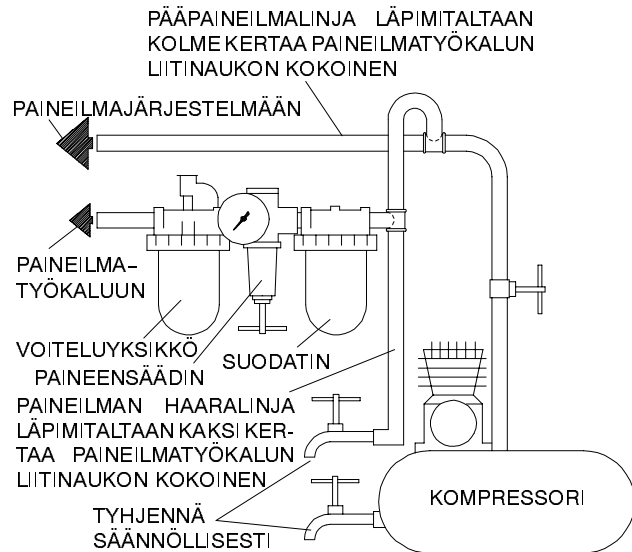 PÄÄPAINEILMALINJA LÄPIMITALTAAN
KOLME KERTAA PAINEILMATYÖKALUN
LIITINAUKON KOKOINEN
PAINEILMAJÄRJESTELMÄÄN
PAINEILMA–
TYÖKALUUN
VOITELUYKSIKKÖ
SUODATIN
PAINEENSÄÄDIN
PAINEILMAN HAARALINJA
LÄPIMITALTAAN KAKSI KER-
TAA PAINEILMATYÖKALUN
LIITINAUKON KOKOINEN
KOMPRESSORI
TYHJENNÄ
SÄÄNNÖLLISESTI